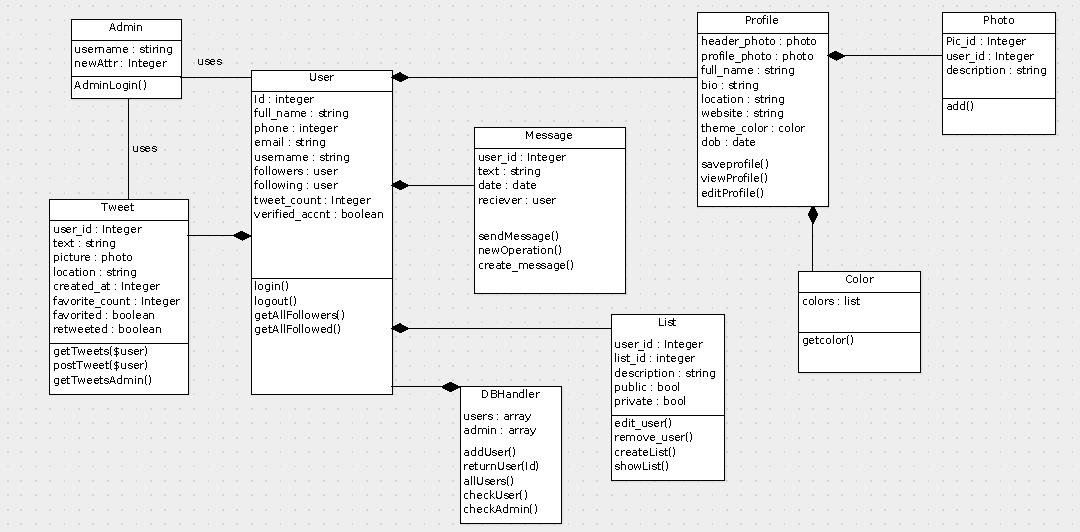 Admin
username : stiring
newAttr : Integer
AdminLogin()
uses
uses
User
Id : integer
full_name : string
phone : integer
email : string
username : string
followers : user
following : user
tweet_count : Integer
verified_accnt : boolean
login()
logout()
getAllFollowers()
getAllFollowed()
Tweet
user_id : Integer
text : string
picture : photo
location : string
created_at : Integer
favorite_count : Integer
favorited : boolean
retweeted : boolean
getTweets($user)
postTweet($user)
getTweetsAdmin()
Message
user_id : Integer
text : string
date : date
reciever : user
sendMessage()
newOperation()
create_message()
Profile
header_photo : photo
profile_photo : photo
full_name : string
bio : string
location : string
website : string
theme_color : color
dob : date
saveprofile()
viewProfile()
editProfile()
Photo
Pic_id : Integer
user_id : Integer
description : string
add()
Color
colors : list
getcolor()
List
user_id : Integer
list_id : integer
description : string
public : bool
private : bool
edit_user()
remove_user()
createList()
showList()
DBHandler
users : array
admin : array
addUser()
returnUser(Id)
allUsers()
checkUser()
checkAdmin()